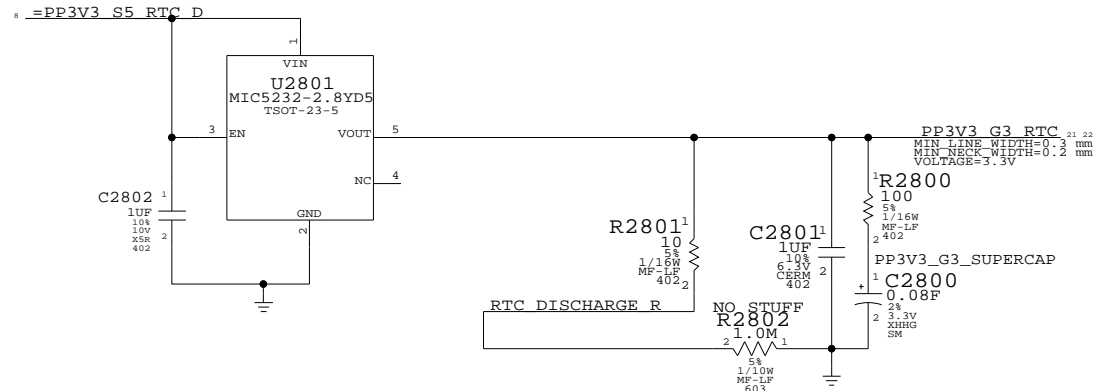 8 =PP3V3_S5_RTC_D
1
VIN
U2801
MIC5232-2.8YD5
TSOT-23-5
3 EN
VOUT 5
NC 4
GND
2
C2802 1
1UF
10%
10V
X5R
402
2
PP3V3_G3_RTC 21 22
MIN_LINE_WIDTH=0.3 mm
MIN_NECK_WIDTH=0.2 mm
VOLTAGE=3.3V
1
R2800
100
5%
1/16W
MF-LF
402
2
R2801 1
10
5%
1/16W
MF-LF
402 2
C2801 1
1UF
10%
6.3V
CERM
402
2
PP3V3_G3_SUPERCAP
1
C2800
+
0.08F
2%
3.3V
XHHG
SM
2
RTC_DISCHARGE_R
NO STUFF
R2802
1.0M
2 1
5%
1/10W
MF-LF
603